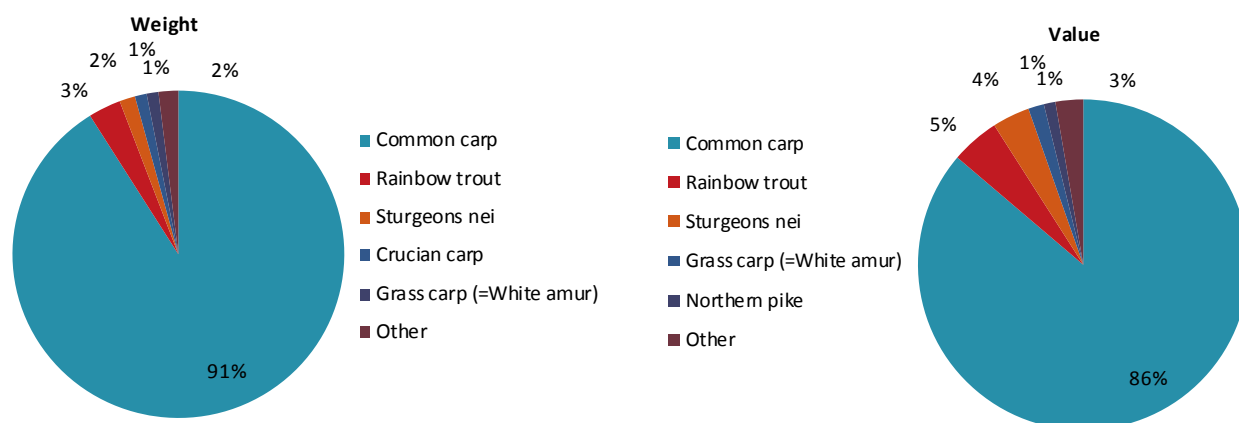 Weight
1%
2%
1%
2%
3%
91%
Common carp
Rainbow trout
Sturgeons nei
Crucian carp
Grass carp (=White amur)
Other
Value
1%
4%
1%
3%
5%
86%
Common carp
Rainbow trout
Sturgeons nei
Grass carp (=White amur)
Northern pike
Other